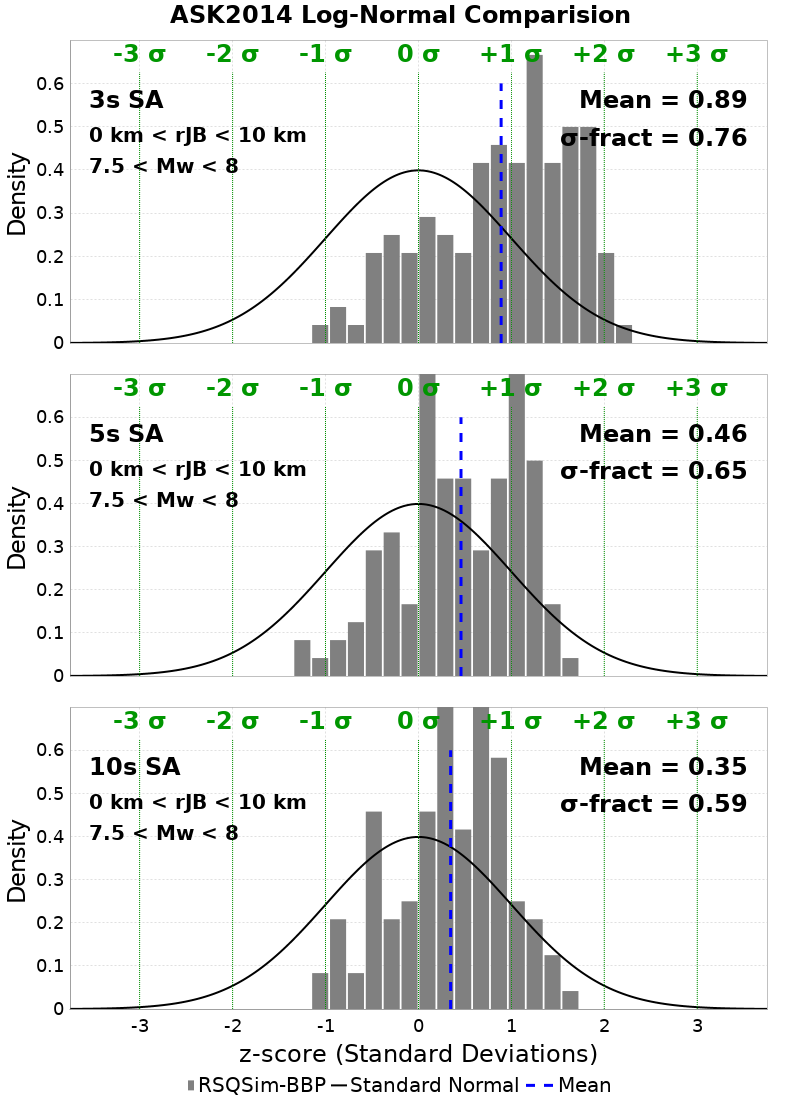 ASK2014 Log-Normal Comparision
-3 σ -2 σ -1 σ 0 σ +1 σ +2 σ +3 σ
3s SA
0 km < rJB < 10 km
7.5 < Mw < 8
Mean = 0.89
σ-fract = 0.76
0.6
0.5
0.4
0.3
0.2
0.1
0
Density
-3 σ -2 σ -1 σ 0 σ +1 σ +2 σ +3 σ
5s SA
0 km < rJB < 10 km
7.5 < Mw < 8
Mean = 0.46
σ-fract = 0.65
0.6
0.5
0.4
0.3
0.2
0.1
0
Density
-3 σ -2 σ -1 σ 0 σ +1 σ +2 σ +3 σ
10s SA
0 km < rJB < 10 km
7.5 < Mw < 8
Mean = 0.35
σ-fract = 0.59
0.6
0.5
0.4
0.3
0.2
0.1
0
Density
-3 -2 -1 0 1 2 3
z-score (Standard Deviations)
RSQSim-BBP Standard Normal Mean